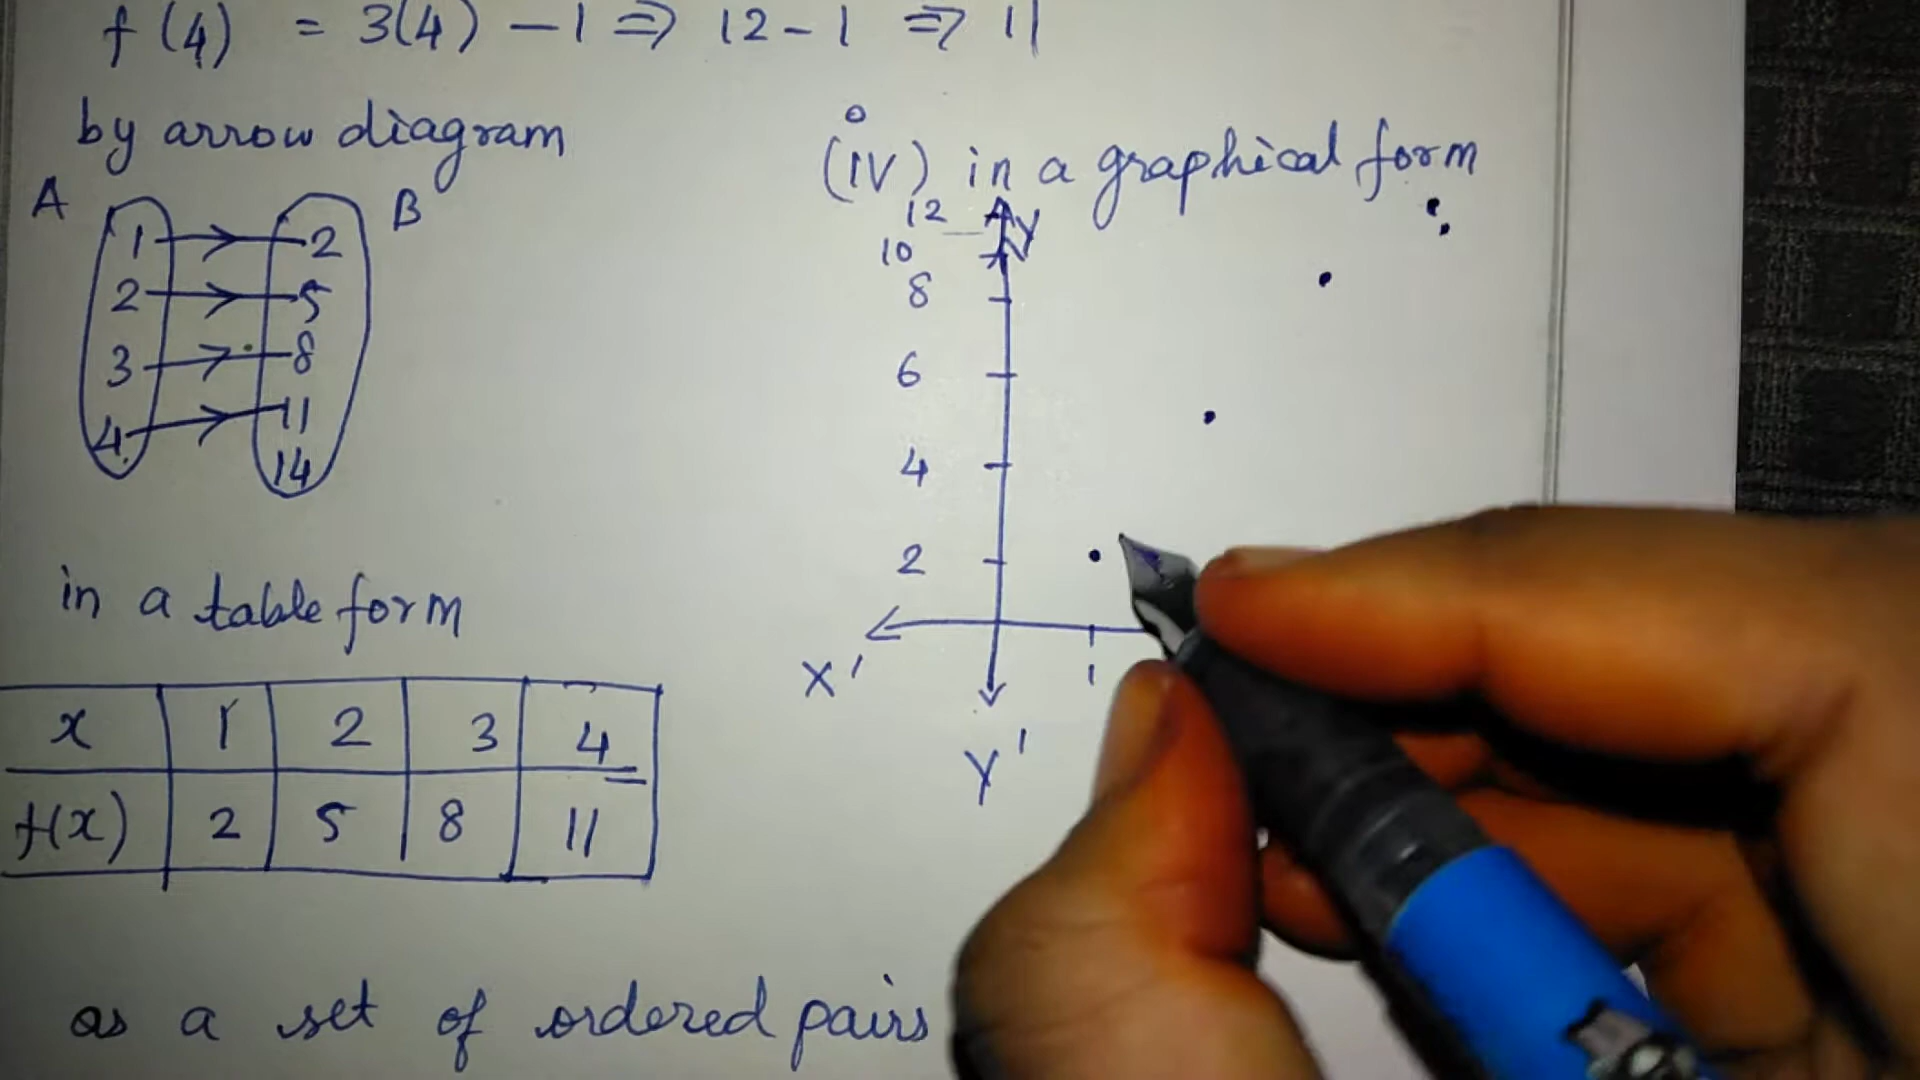 f(4) = 3(4) - 1 ⇒ 12 - 1 ⇒ 11
by arrow diagram
A B
1 2
2 5
3 8
4 11
14
in a table form
x 1 2 3 4
f(x) 2 5 8 11
as a set of ordered pairs
(iv) in a graphical form
12 Y
10
8
6
4
2
X'
1
Y'